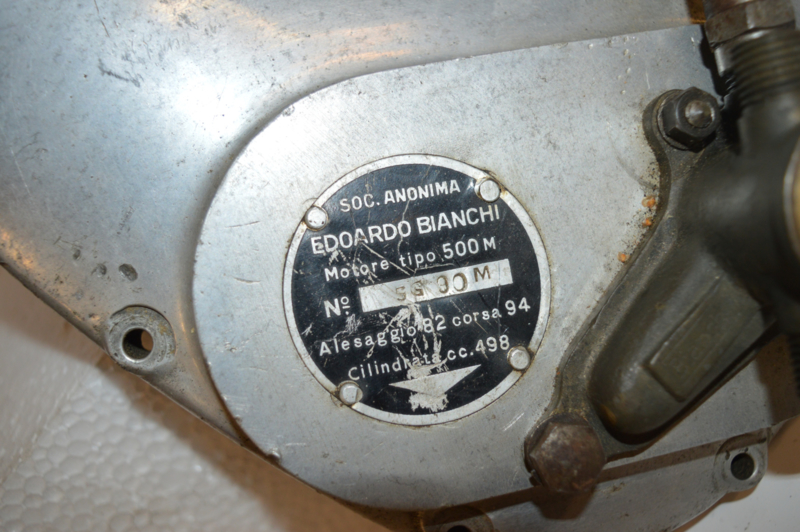 SOC. ANONIMA
EDOARDO BIANCHI
Motore tipo 500 M
Nº
Alesaggio 82 corsa 94
Cilindrata cc. 498